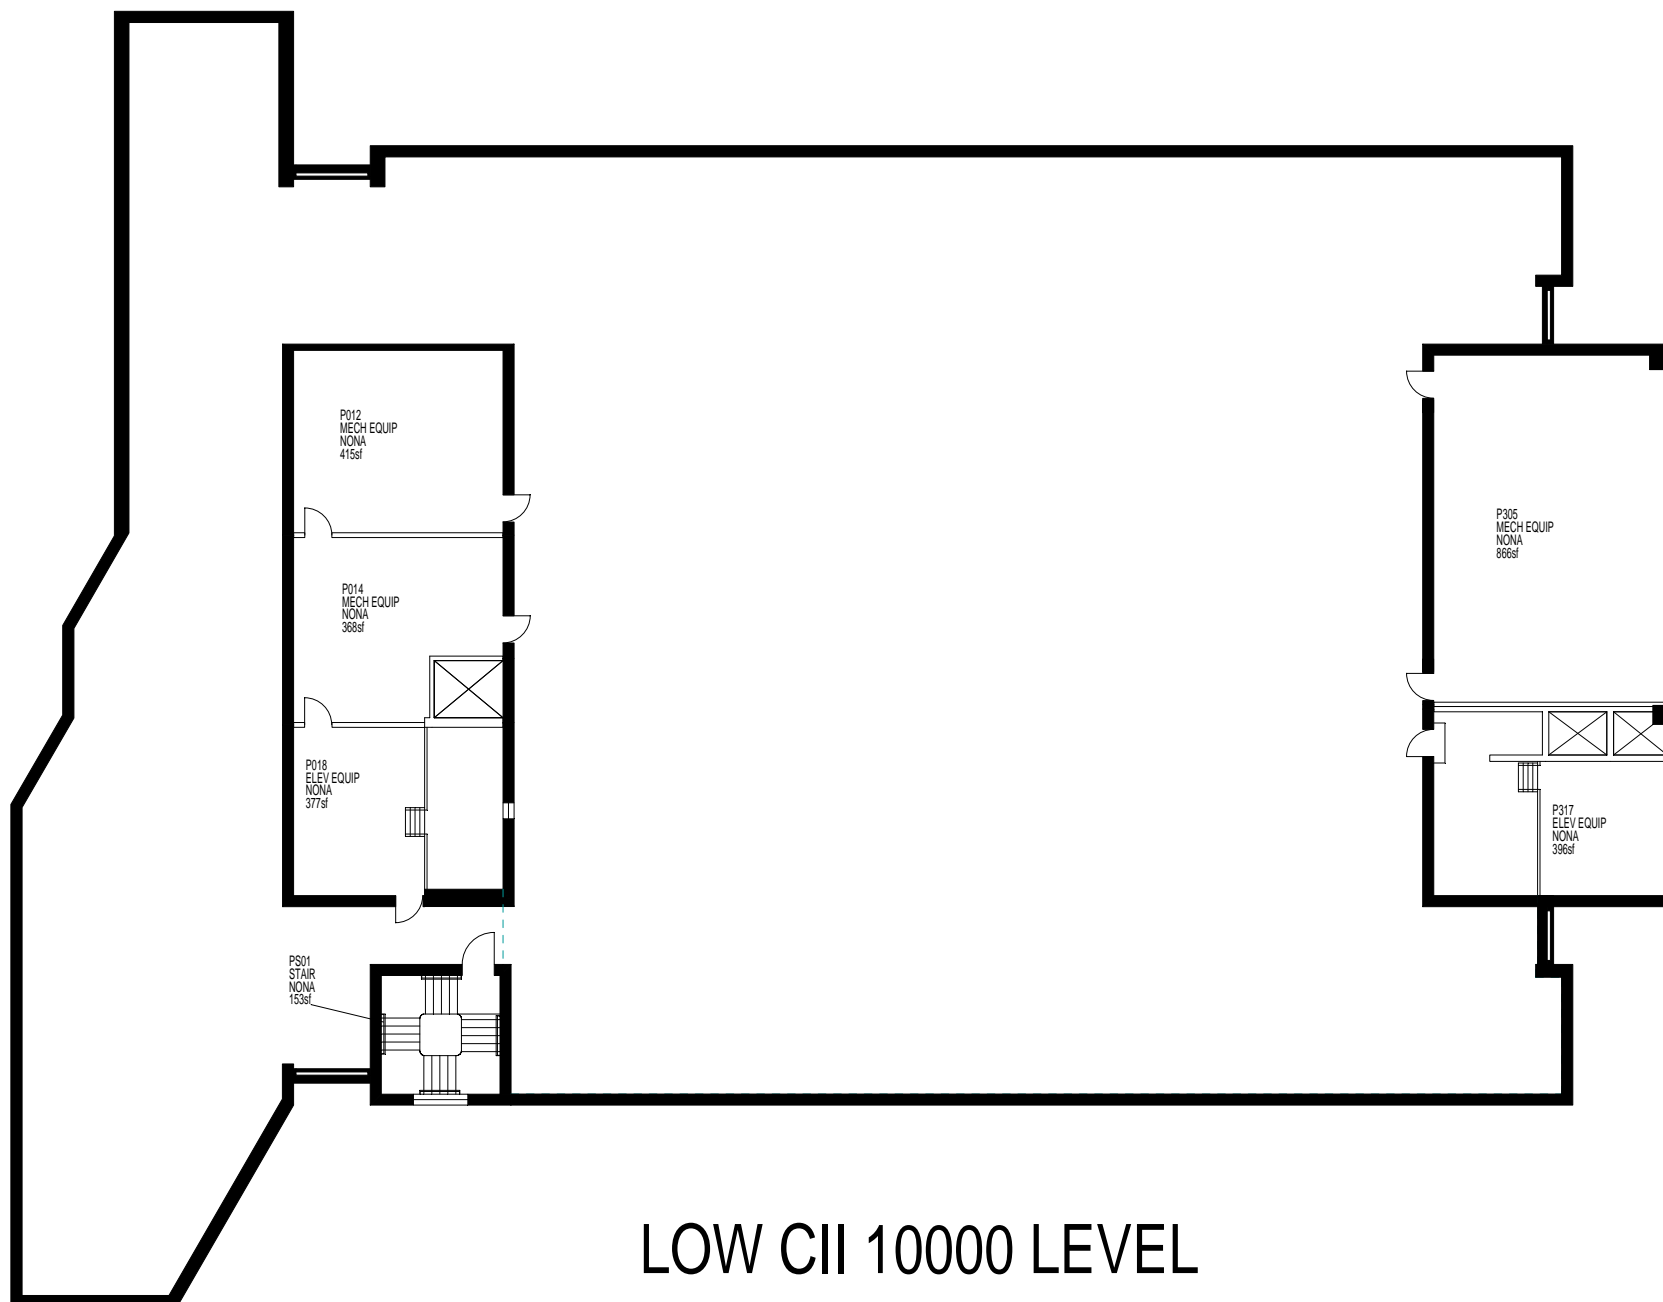 P012
MECH EQUIP
NONA
415sf
P305
MECH EQUIP
NONA
866sf
P014
MECH EQUIP
NONA
368sf
P018
ELEV EQUIP
NONA
377sf
P317
ELEV EQUIP
NONA
396sf
PS01
STAIR
NONA
153sf
LOW CII 10000 LEVEL